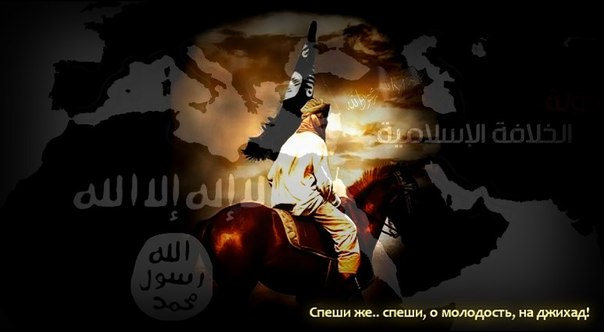 الخلافة الإسلامية
لا إله إلا الله
الله
رسول
محمد
Спеши же.. спеши, о молодость, на джихад!